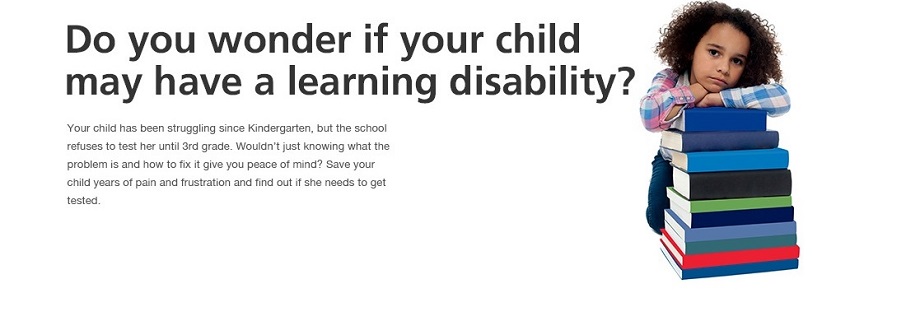 Do you wonder if your child
may have a learning disability?
Your child has been struggling since Kindergarten, but the school
refuses to test her until 3rd grade. Wouldn't just knowing what the
problem is and how to fix it give you peace of mind? Save your
child years of pain and frustration and find out if she needs to get
tested.